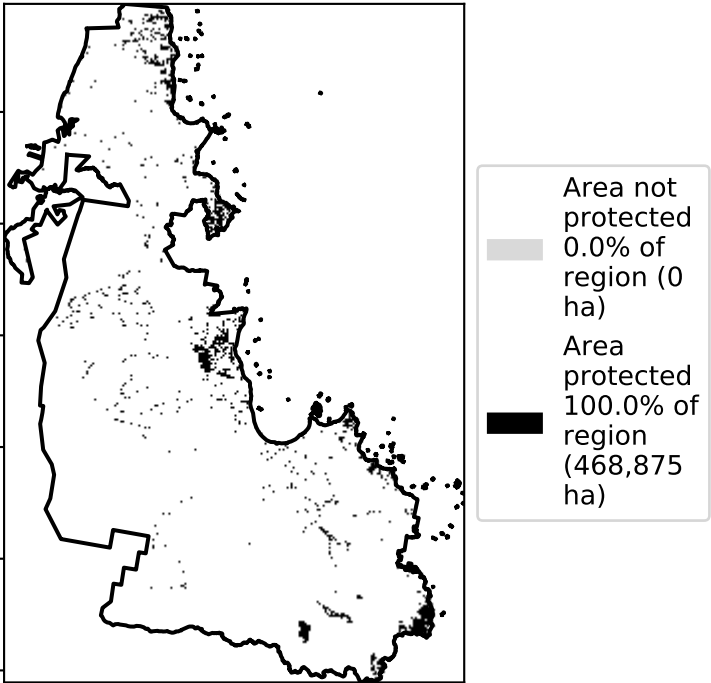 Area not
protected
0.0% of
region (0
ha)
Area
protected
100.0% of
region
(468,875
ha)